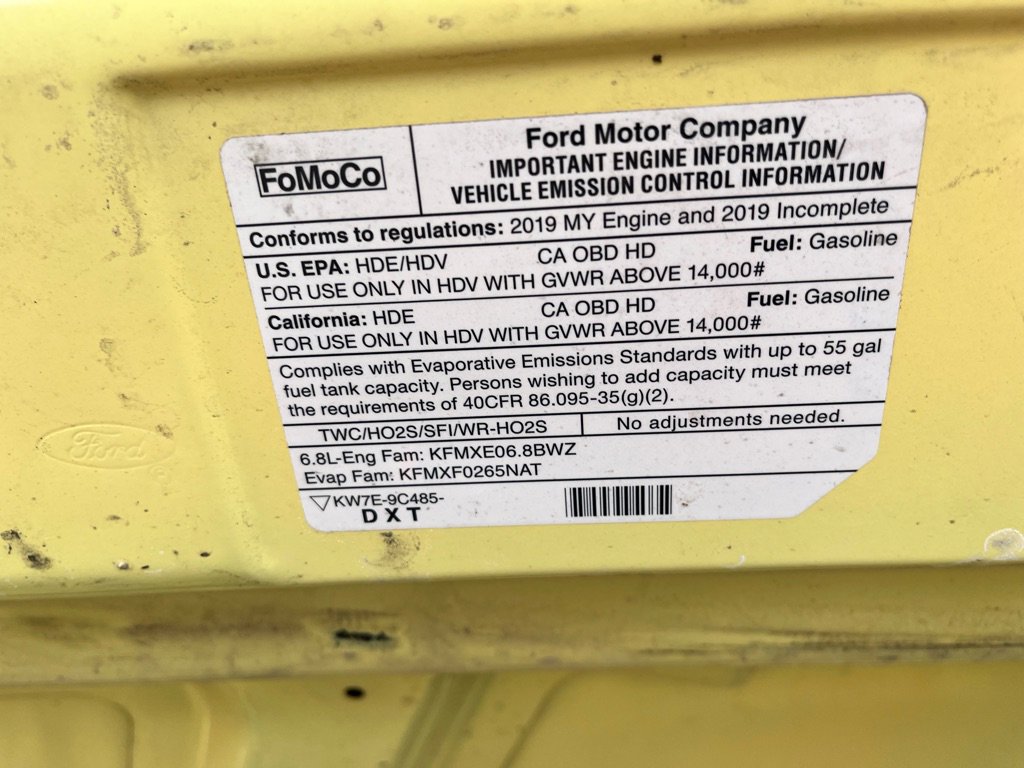 FoMoCo
Ford Motor Company
IMPORTANT ENGINE INFORMATION/
VEHICLE EMISSION CONTROL INFORMATION
Conforms to regulations: 2019 MY Engine and 2019 Incomplete
U.S. EPA: HDE/HDV CA OBD HD Fuel: Gasoline
FOR USE ONLY IN HDV WITH GVWR ABOVE 14,000#
California: HDE CA OBD HD Fuel: Gasoline
FOR USE ONLY IN HDV WITH GVWR ABOVE 14,000#
Complies with Evaporative Emissions Standards with up to 55 gal
fuel tank capacity. Persons wishing to add capacity must meet
the requirements of 40CFR 86.095-35(g)(2).
TWC/HO2S/SFI/WR-HO2S No adjustments needed.
6.8L-Eng Fam: KFMXE06.8BWZ
Evap Fam: KFMXF0265NAT
KW7E-9C485-
DXT
Ford